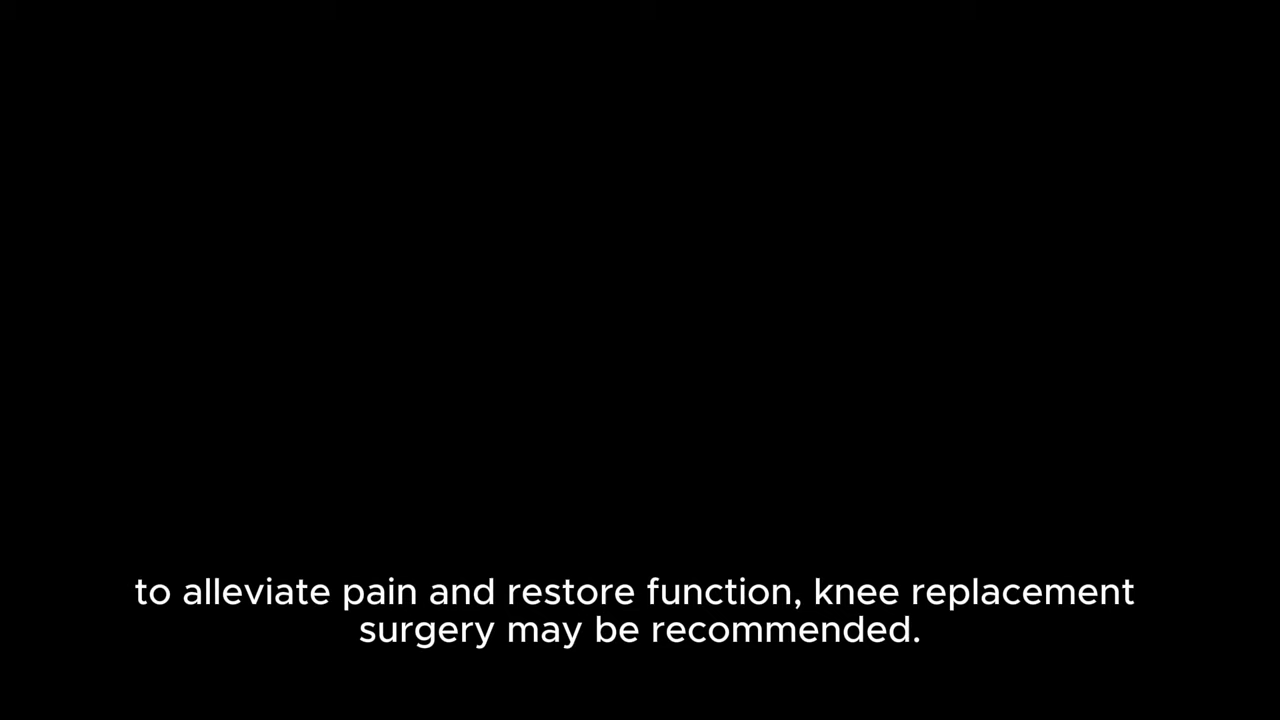 to alleviate pain and restore function, knee replacement
surgery may be recommended.